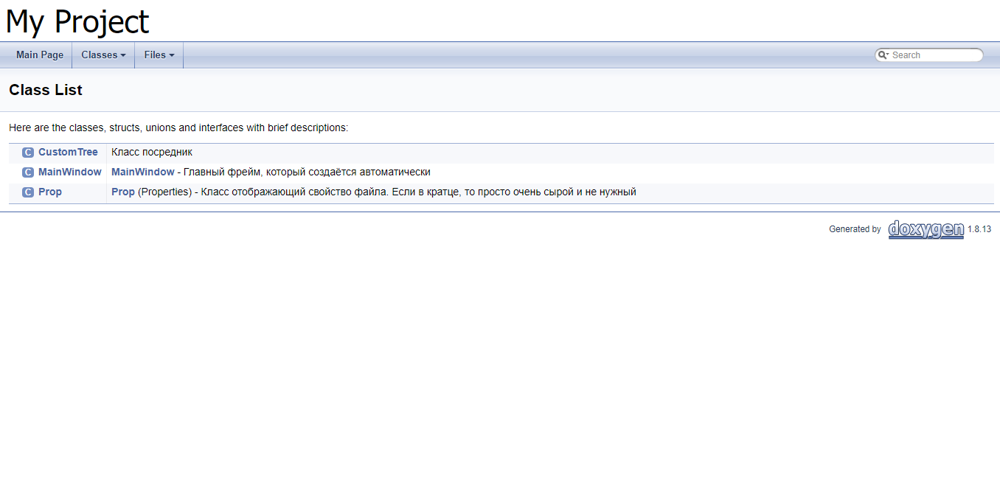 My Project
Main Page Classes Files Search
Class List
Here are the classes, structs, unions and interfaces with brief descriptions:
C CustomTree Класс посредник
C MainWindow MainWindow - Главный фрейм, который создаётся автоматически
C Prop Prop (Properties) - Класс отображающий свойство файла. Если в кратце, то просто очень сырой и не нужный
Generated by doxygen 1.8.13